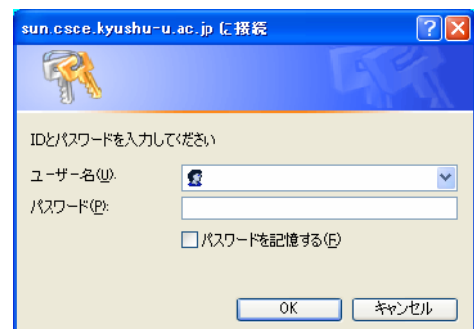 sun.csce.kyushu-u.ac.jp に接続
IDとパスワードを入力してください
ユーザー名(U):
パスワード(P):
パスワードを記憶する(F)
OK キャンセル